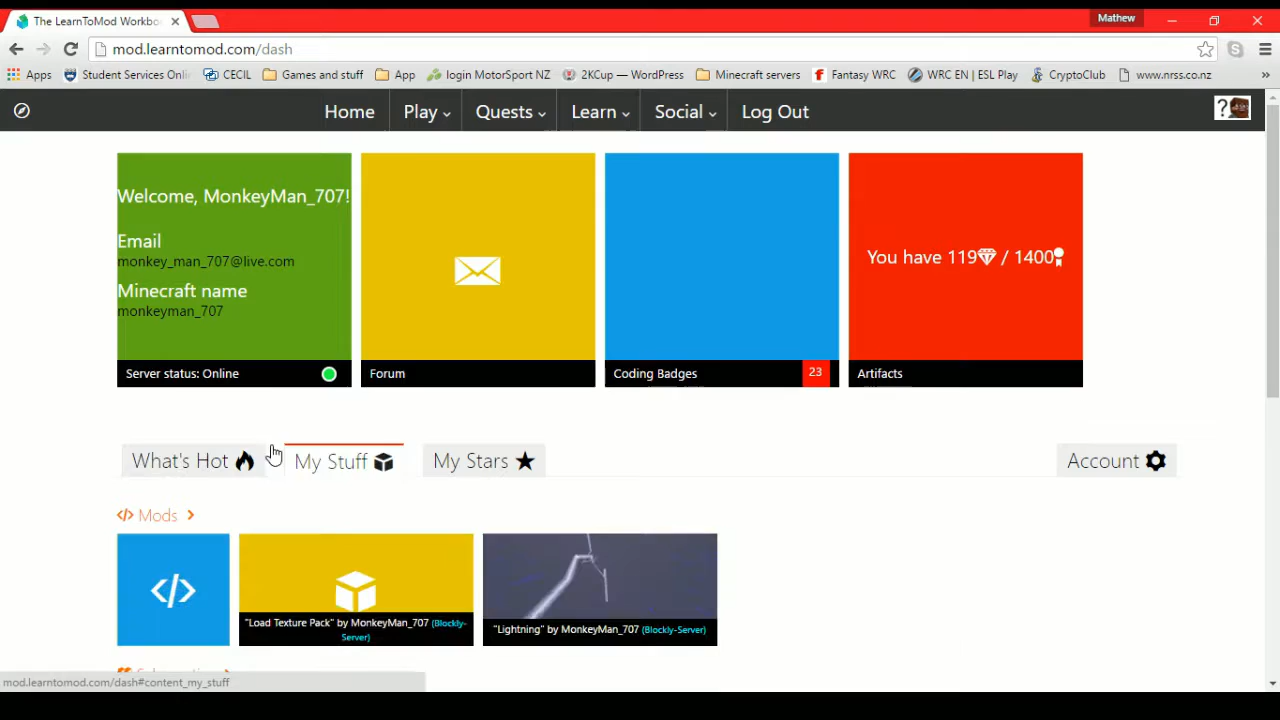 The LearnToMod Workbo
Mathew
mod.learntomod.com/dash
Apps Student Services Onli CECIL Games and stuff App login MotorSport NZ 2KCup — WordPress Minecraft servers Fantasy WRC WRC EN | ESL Play CryptoClub www.nrss.co.nz »
Home Play Quests Learn Social Log Out
Welcome, MonkeyMan_707!
Email
monkey_man_707@live.com
Minecraft name
monkeyman_707
Server status: Online
Forum
Coding Badges 23
You have 119 / 1400
Artifacts
What's Hot My Stuff My Stars Account
</> Mods
</>
"Load Texture Pack" by MonkeyMan_707 (Blockly-
Server)
"Lightning" by MonkeyMan_707 (Blockly-Server)
mod.learntomod.com/dash#content_my_stuff